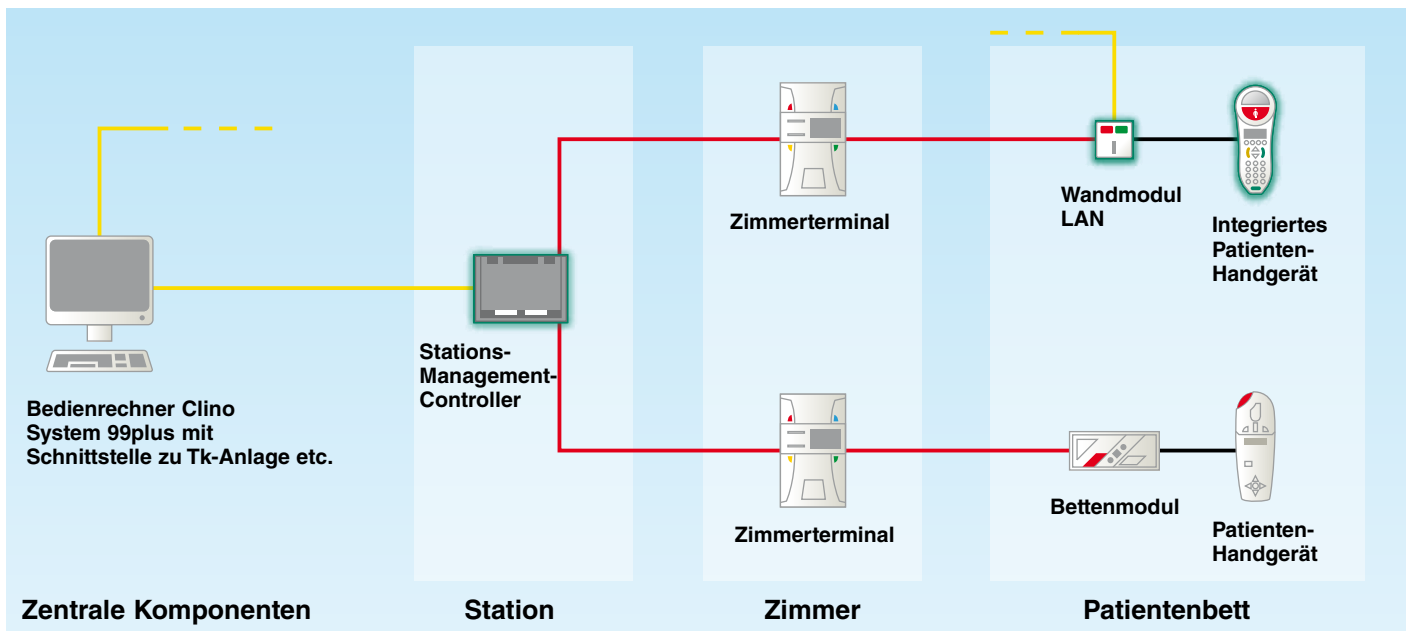 Zimmerterminal
Wandmodul
LAN
Integriertes
Patienten-
Handgerät
Stations-
Management-
Controller
Bedienrechner Clino
System 99plus mit
Schnittstelle zu Tk-Anlage etc.
Zimmerterminal
Bettenmodul
Patienten-
Handgerät
Zentrale Komponenten
Station
Zimmer
Patientenbett